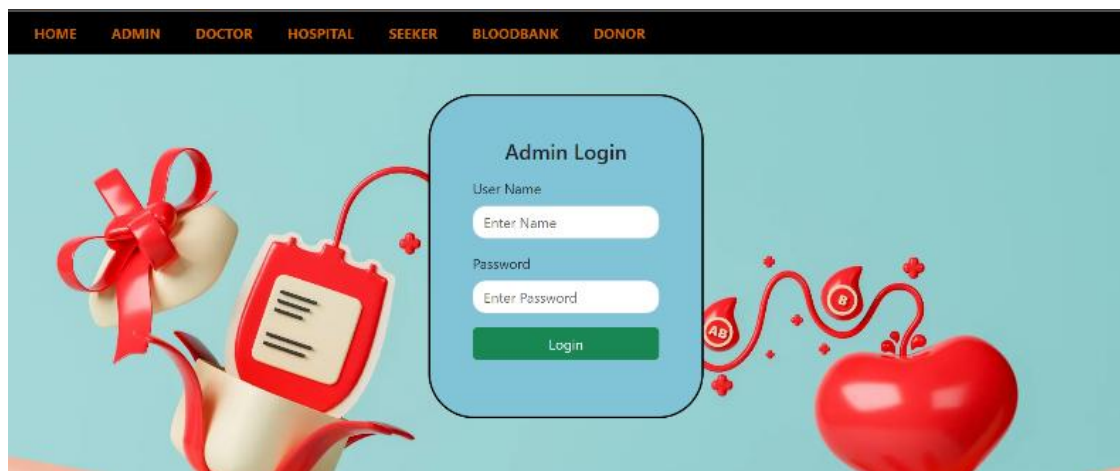 HOME ADMIN DOCTOR HOSPITAL SEEKER BLOODBANK DONOR
Admin Login
User Name
Enter Name
Password
Enter Password
Login
AB
B